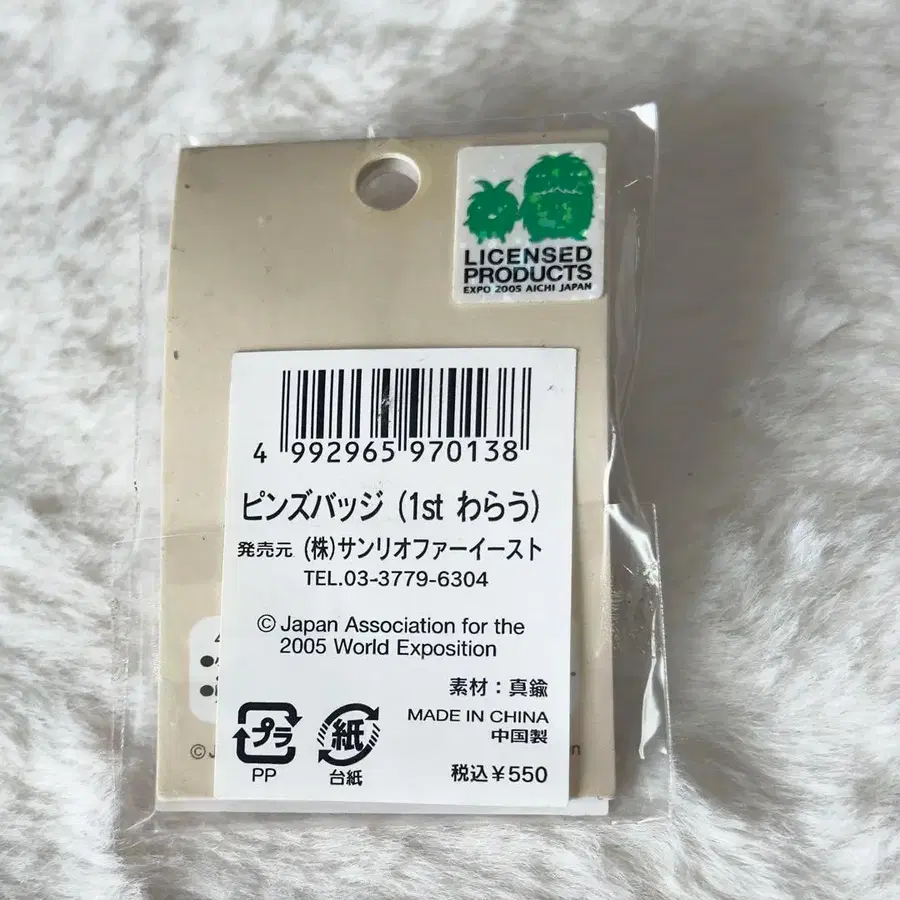 LICENSED
PRODUCTS
EXPO 2005 AICHI JAPAN
4 992965 970138
ピンズバッジ (1st わらう)
発売元 (株)サンリオファーイースト
TEL.03-3779-6304
© Japan Association for the
2005 World Exposition
素材：真鍮
MADE IN CHINA
中国製
プラ
PP
紙
台紙
税込￥550
©J
n